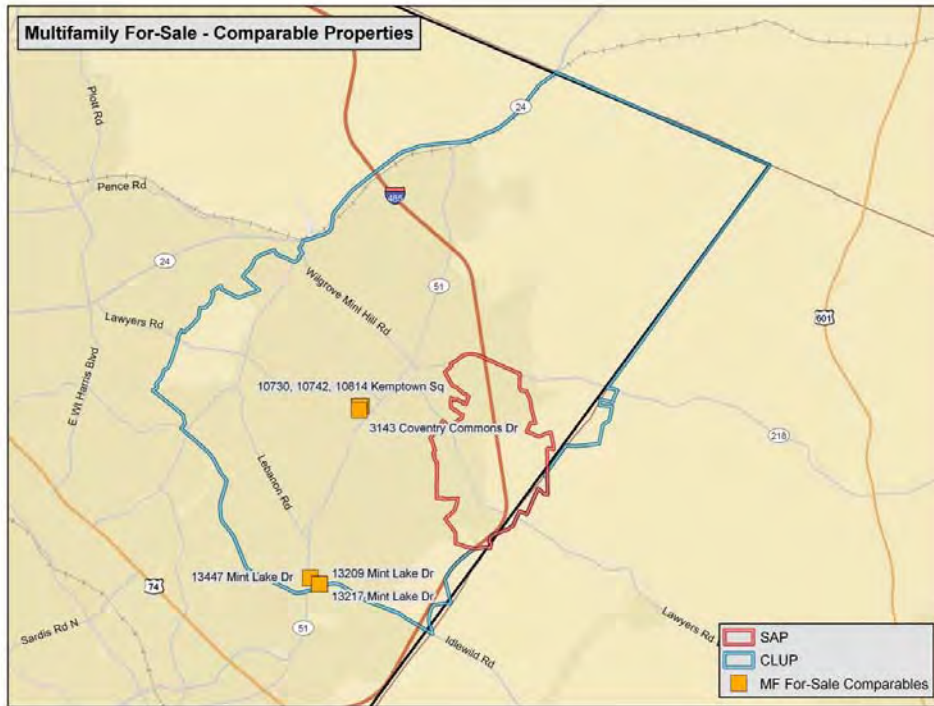 Multifamily For-Sale - Comparable Properties
Plott Rd
24
Pence Rd
485
24
Wilgrove Mint Hill Rd
51
Lawyers Rd
601
E Wt Harris Blvd
10730, 10742, 10814 Kemptown Sq
3143 Coventry Commons Dr
218
Lebanon Rd
74
13447 Mint Lake Dr
13209 Mint Lake Dr
13217 Mint Lake Dr
Sardis Rd N
51
Idlewild Rd
Lawyers Rd
SAP
CLUP
MF For-Sale Comparables